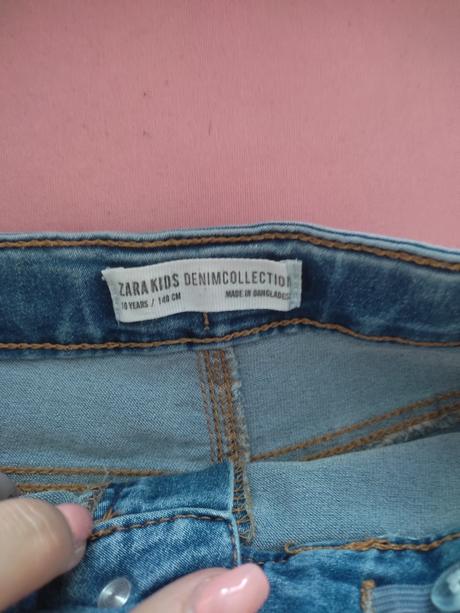 ZARA KIDS DENIMCOLLECTION
10 YEARS / 140 CM
MADE IN BANGLADESH